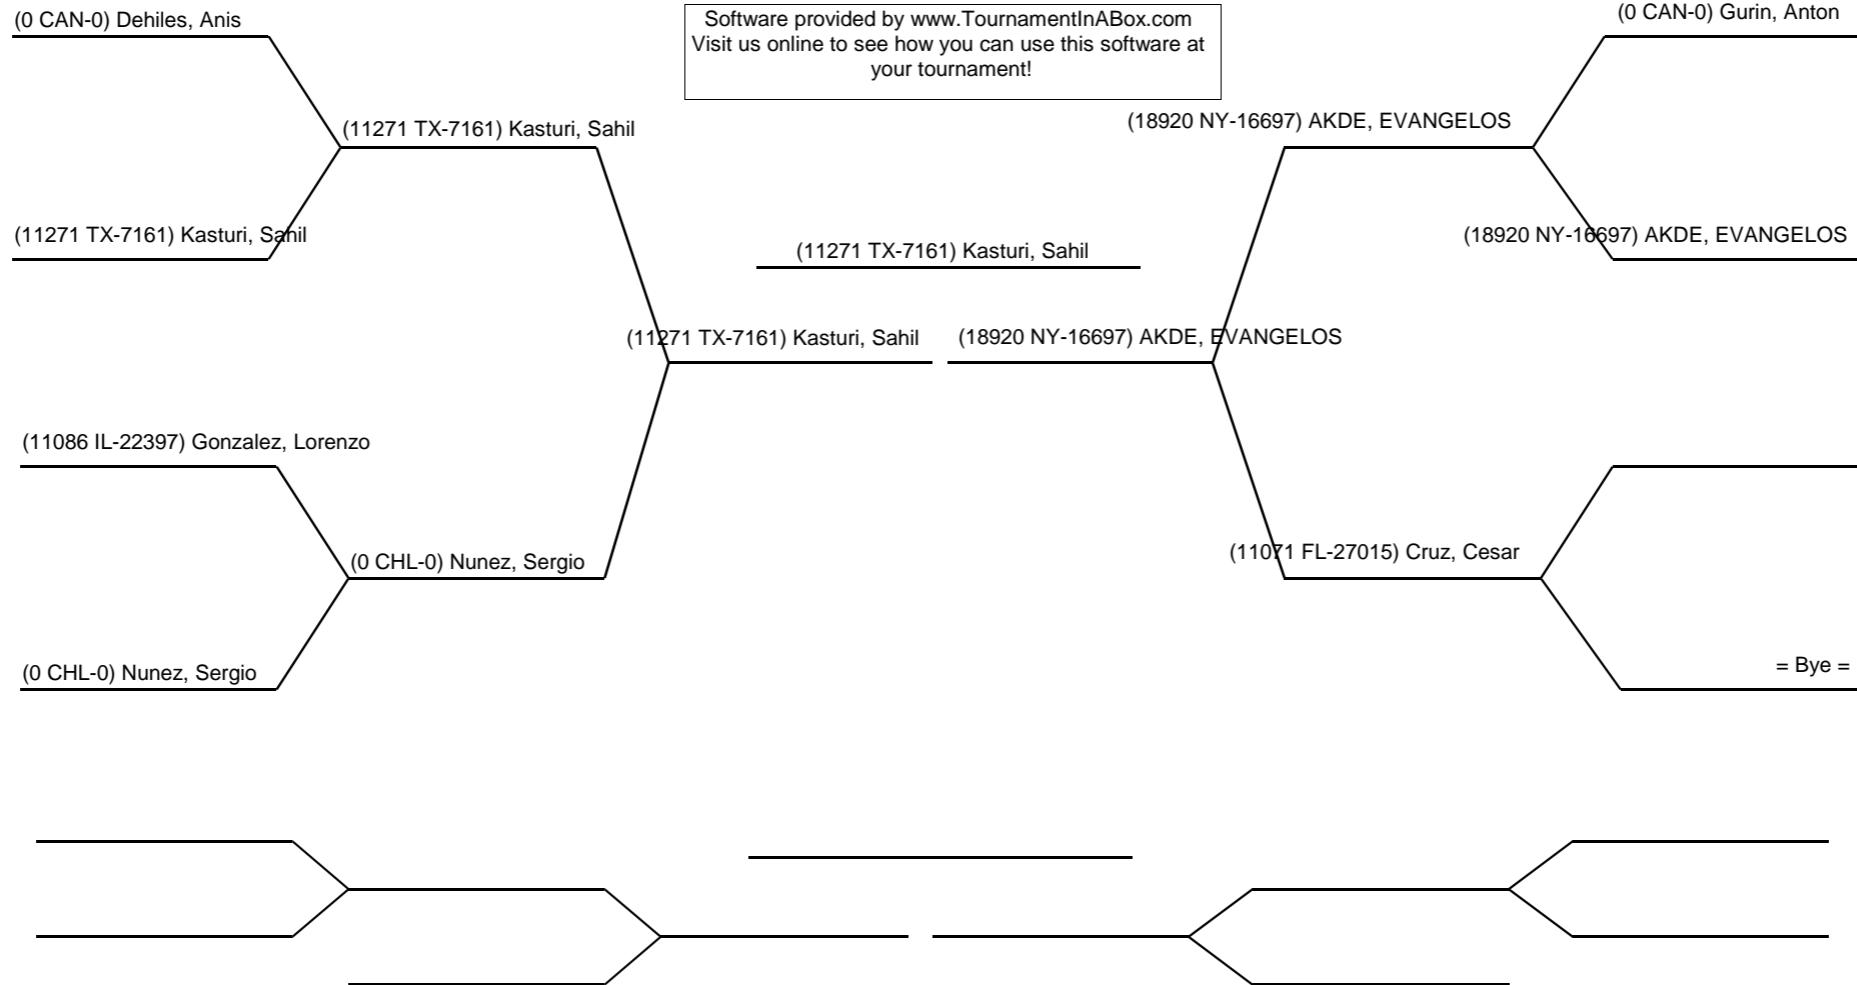 (0 CAN-0) Dehiles, Anis
Software provided by www.TournamentInABox.com
Visit us online to see how you can use this software at
your tournament!
(0 CAN-0) Gurin, Anton
(11271 TX-7161) Kasturi, Sahil
(18920 NY-16697) AKDE, EVANGELOS
(11271 TX-7161) Kasturi, Sahil
(11271 TX-7161) Kasturi, Sahil
(18920 NY-16697) AKDE, EVANGELOS
(11271 TX-7161) Kasturi, Sahil
(18920 NY-16697) AKDE, EVANGELOS
(11086 IL-22397) Gonzalez, Lorenzo
(0 CHL-0) Nunez, Sergio
(11071 FL-27015) Cruz, Cesar
(0 CHL-0) Nunez, Sergio
= Bye =